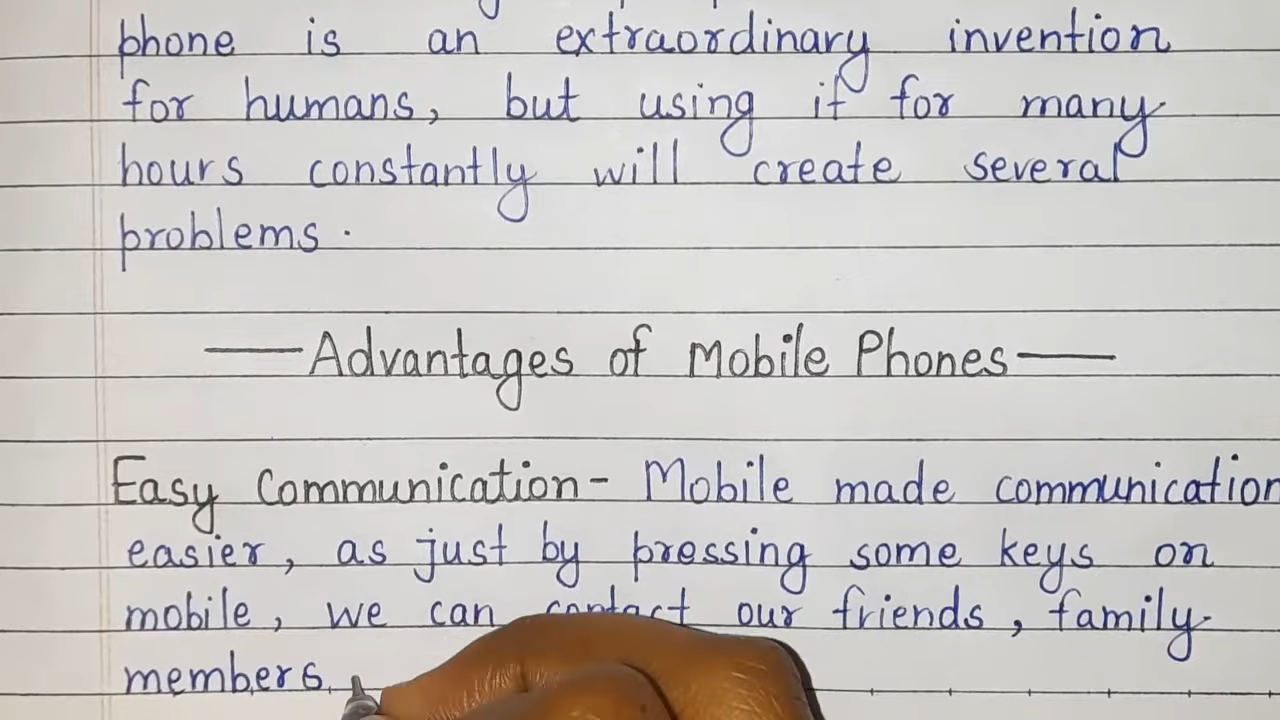 phone is an extraordinary invention
for humans, but using it for many
hours constantly will create several
problems.
Advantages of Mobile Phones
Easy Communication- Mobile made communication
easier, as just by pressing some keys on
mobile, we can contact our friends, family
members